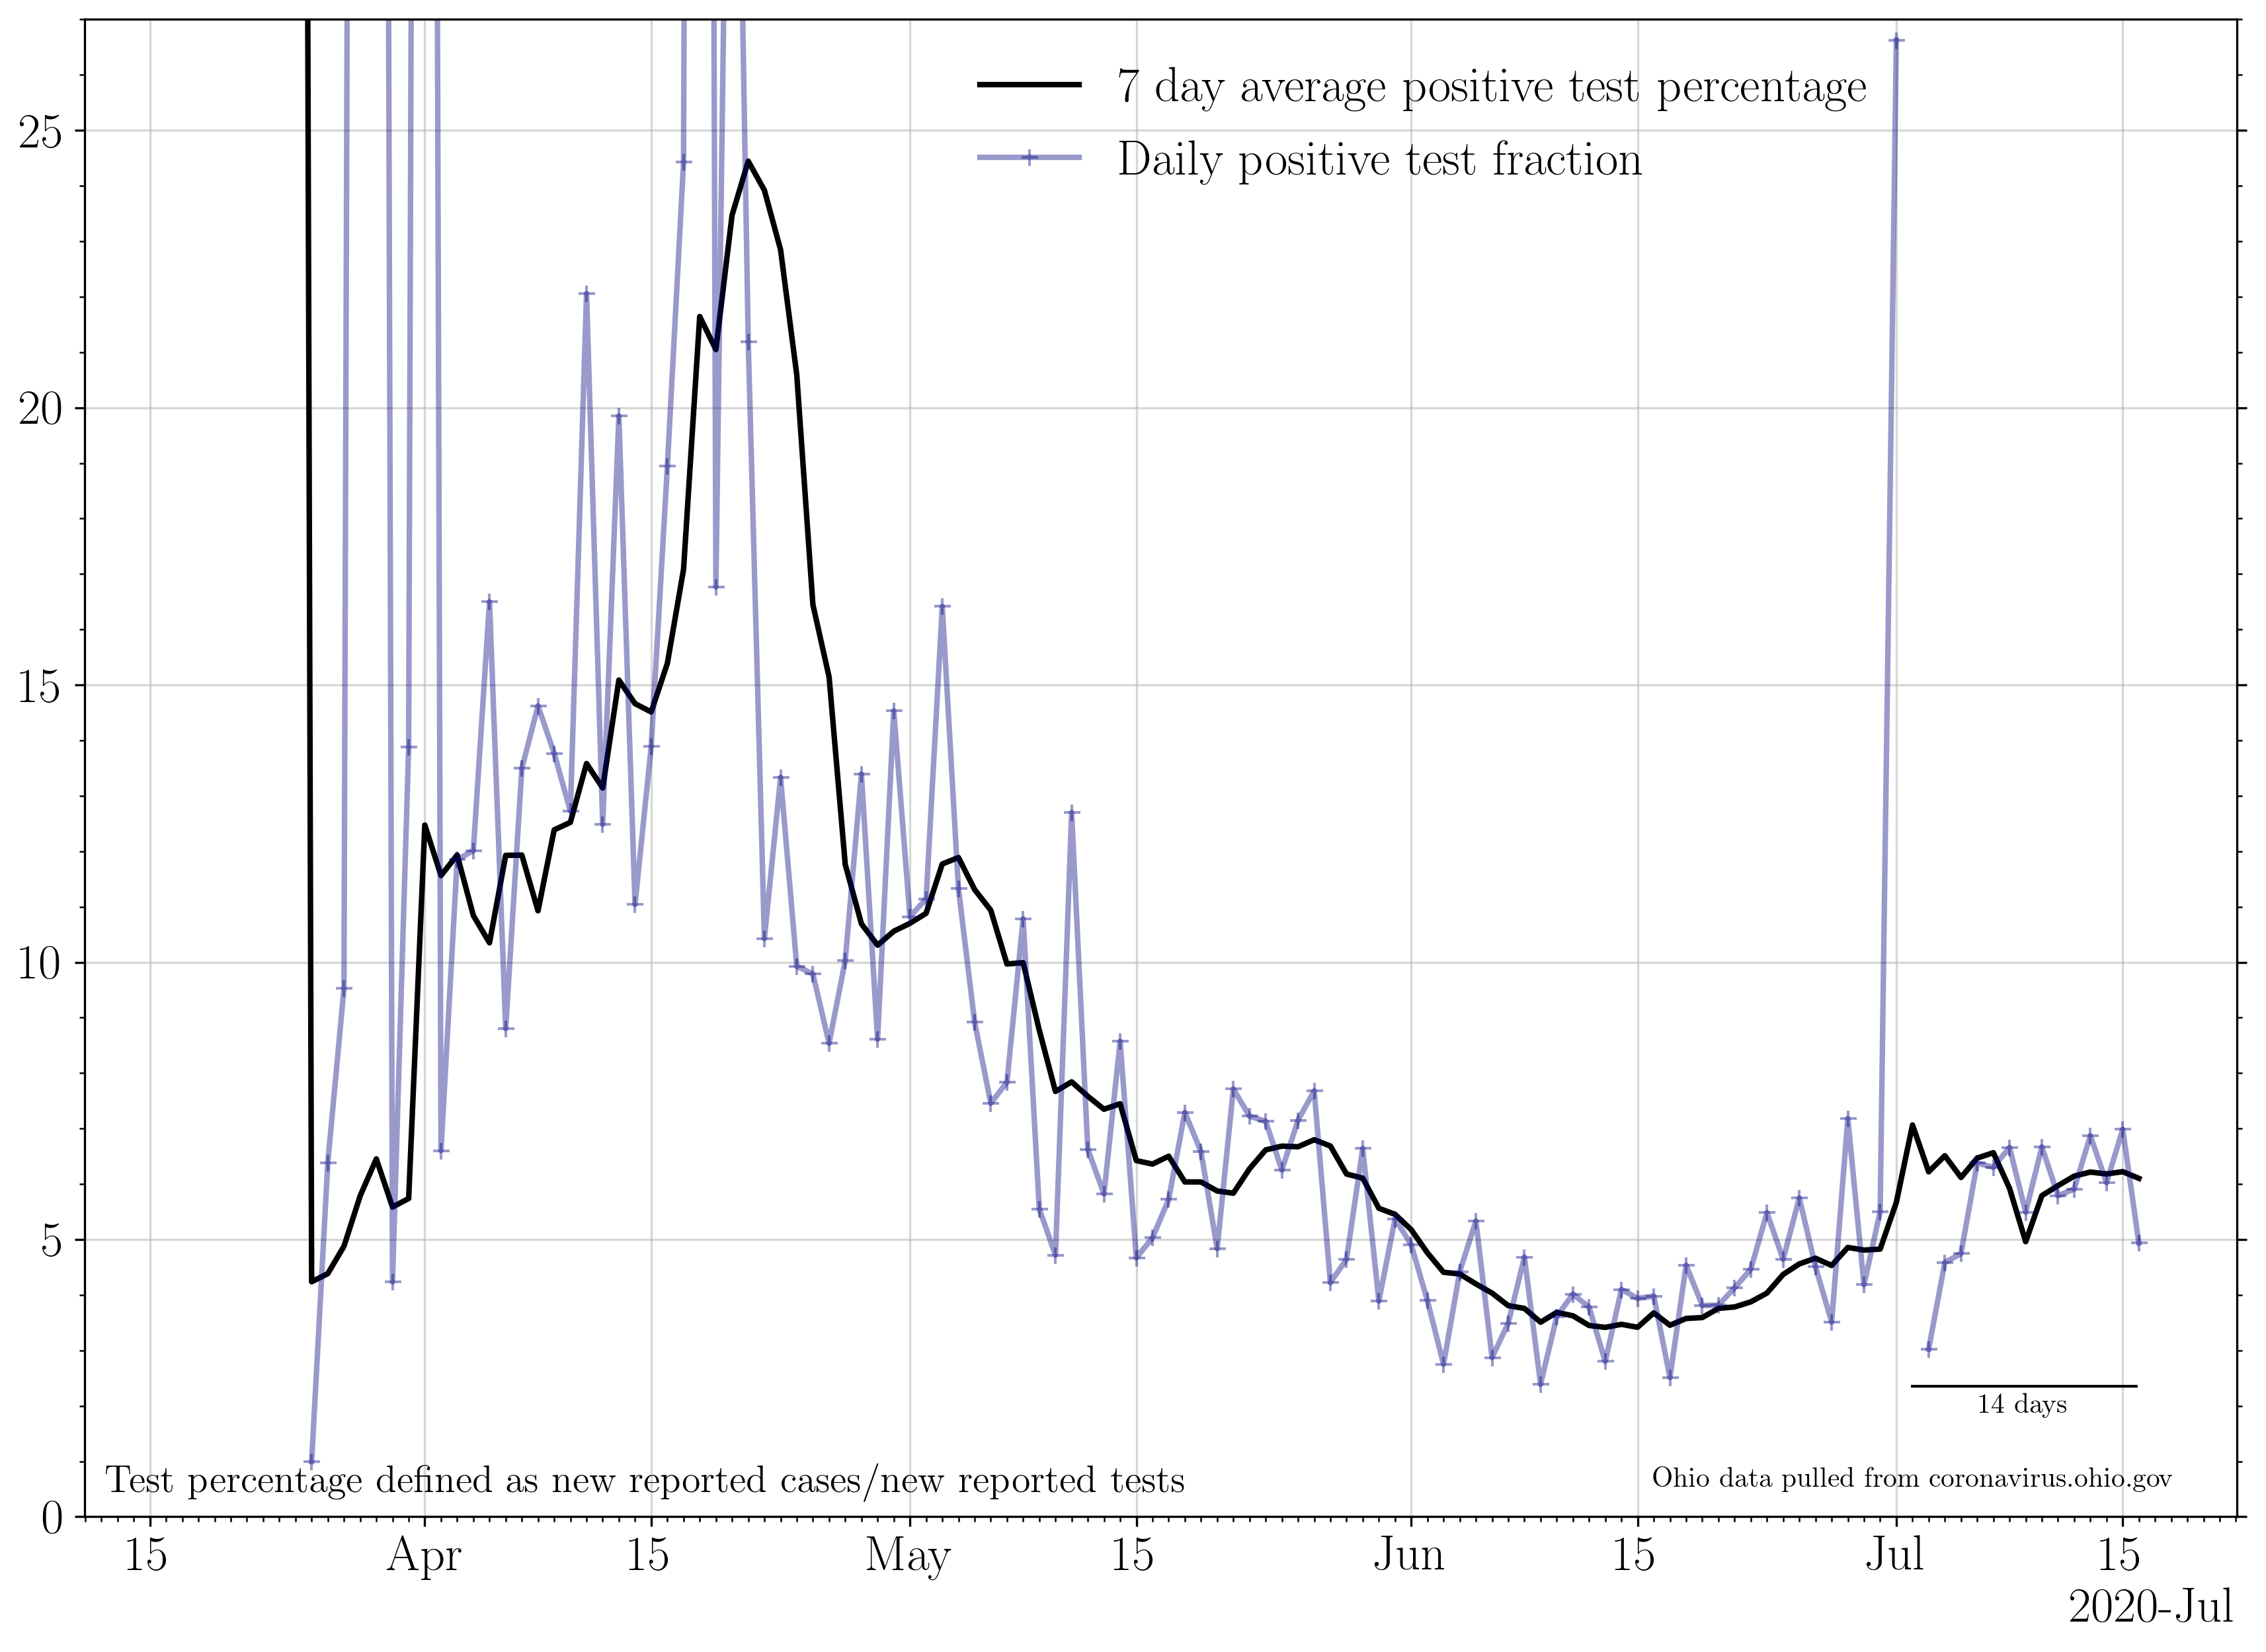 7 day average positive test percentage
Daily positive test fraction
25
20
15
10
5
0
14 days
Test percentage defined as new reported cases/new reported tests
Ohio data pulled from coronavirus.ohio.gov
15 Apr 15 May 15 Jun 15 Jul 15
2020-Jul